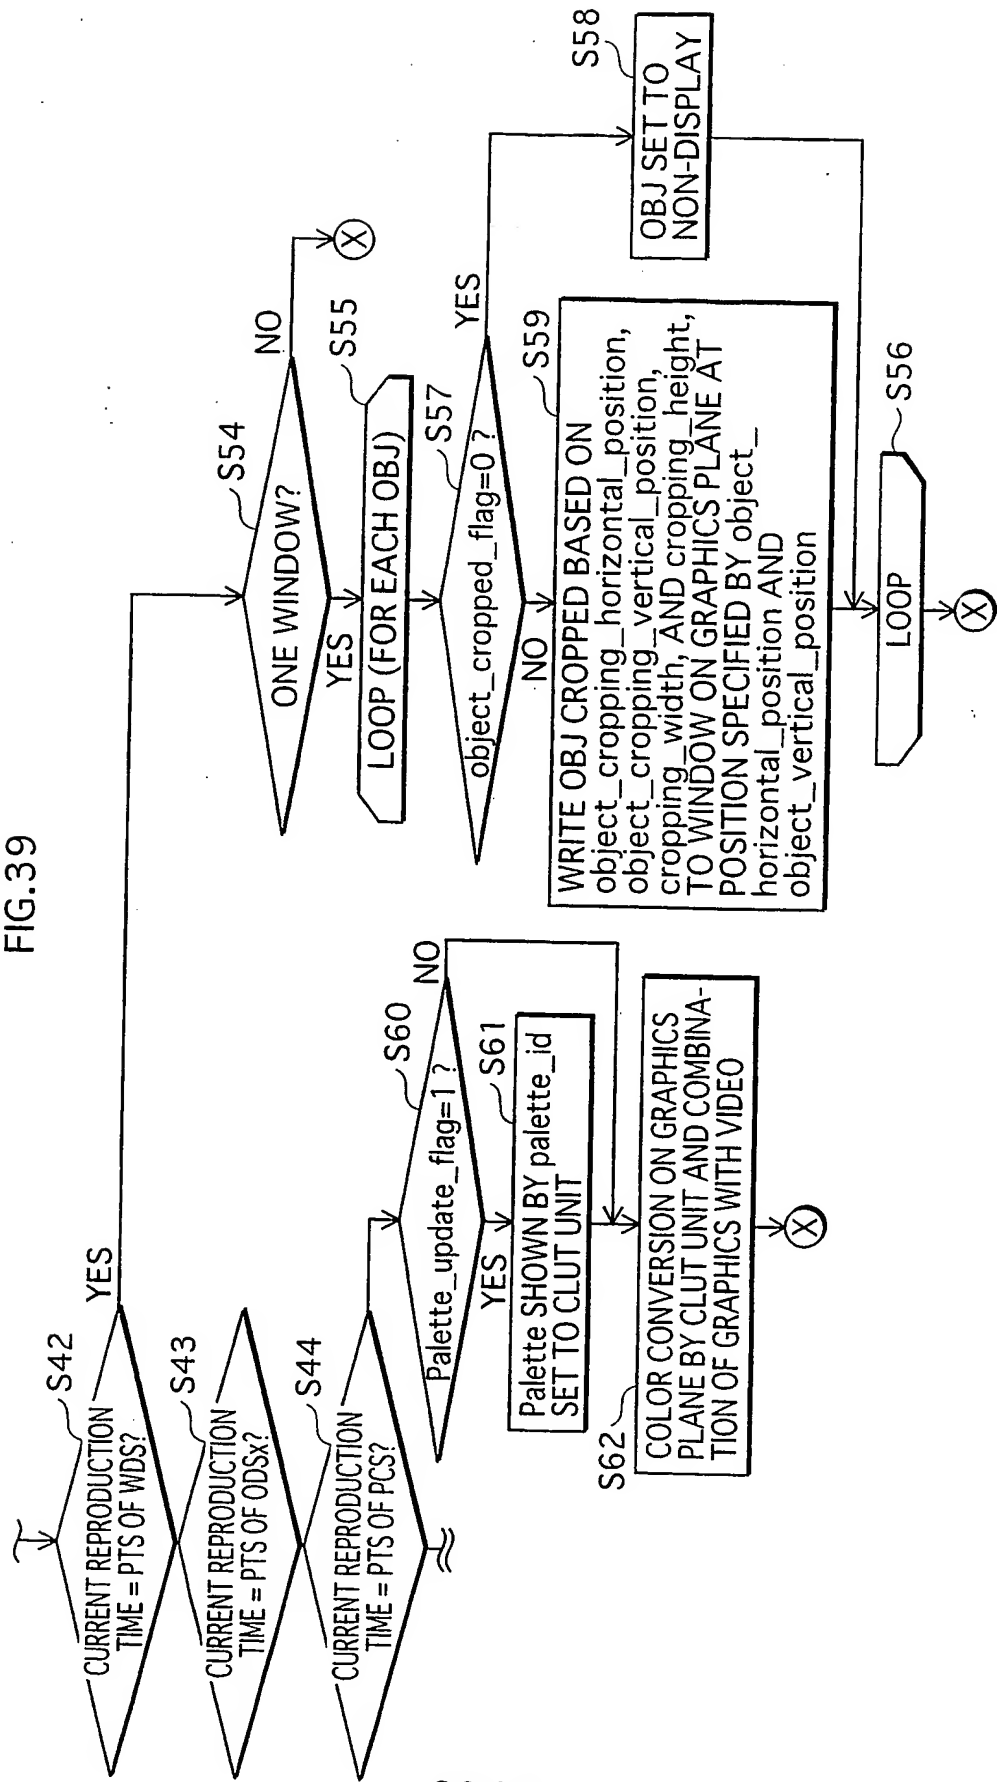 FIG.39
S42
CURRENT REPRODUCTION
TIME = PTS OF WDS?
YES
S43
CURRENT REPRODUCTION
TIME = PTS OF ODSx?
S44
CURRENT REPRODUCTION
TIME = PTS OF PCS?
S60
Palette_update_flag=1 ?
NO
YES
S61
Palette SHOWN BY palette_id
SET TO CLUT UNIT
S62
COLOR CONVERSION ON GRAPHICS
PLANE BY CLUT UNIT AND COMBINA-
TION OF GRAPHICS WITH VIDEO
X
S54
ONE WINDOW?
NO
X
YES
S55
LOOP (FOR EACH OBJ)
S57
object_cropped_flag=0 ?
YES
NO
S58
OBJ SET TO
NON-DISPLAY
S59
WRITE OBJ CROPPED BASED ON
object_cropping_horizontal_position,
object_cropping_vertical_position,
cropping_width, AND cropping_height,
TO WINDOW ON GRAPHICS PLANE AT
POSITION SPECIFIED BY object_
horizontal_position AND
object_vertical_position
S56
LOOP
X